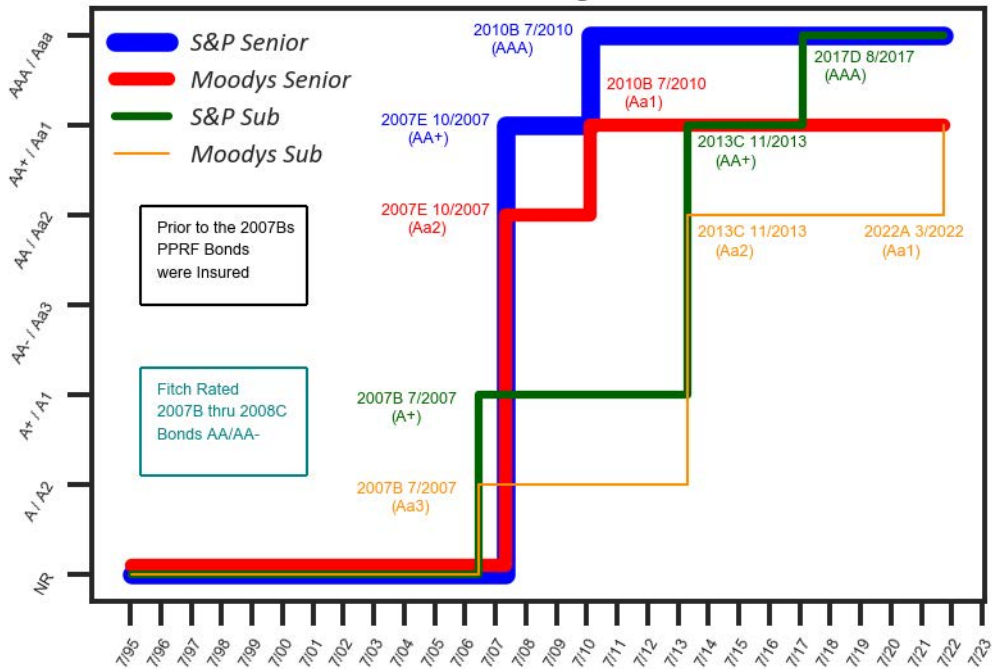 S&P Senior
Moodys Senior
S&P Sub
Moodys Sub
Prior to the 2007Bs
PPRF Bonds
were Insured
Fitch Rated
2007B thru 2008C
Bonds AA/AA-
2010B 7/2010
(AAA)
2017D 8/2017
(AAA)
2010B 7/2010
(Aa1)
2007E 10/2007
(AA+)
2013C 11/2013
(AA+)
2007E 10/2007
(Aa2)
2013C 11/2013
(Aa2)
2022A 3/2022
(Aa1)
2007B 7/2007
(A+)
2007B 7/2007
(Aa3)
AAA / Aaa
AA+ / Aa1
AA / Aa2
AA- / Aa3
A+ / A1
A / A2
NR
7/95
7/96
7/97
7/98
7/99
7/00
7/01
7/02
7/03
7/04
7/05
7/06
7/07
7/08
7/09
7/10
7/11
7/12
7/13
7/14
7/15
7/16
7/17
7/18
7/19
7/20
7/21
7/22
7/23